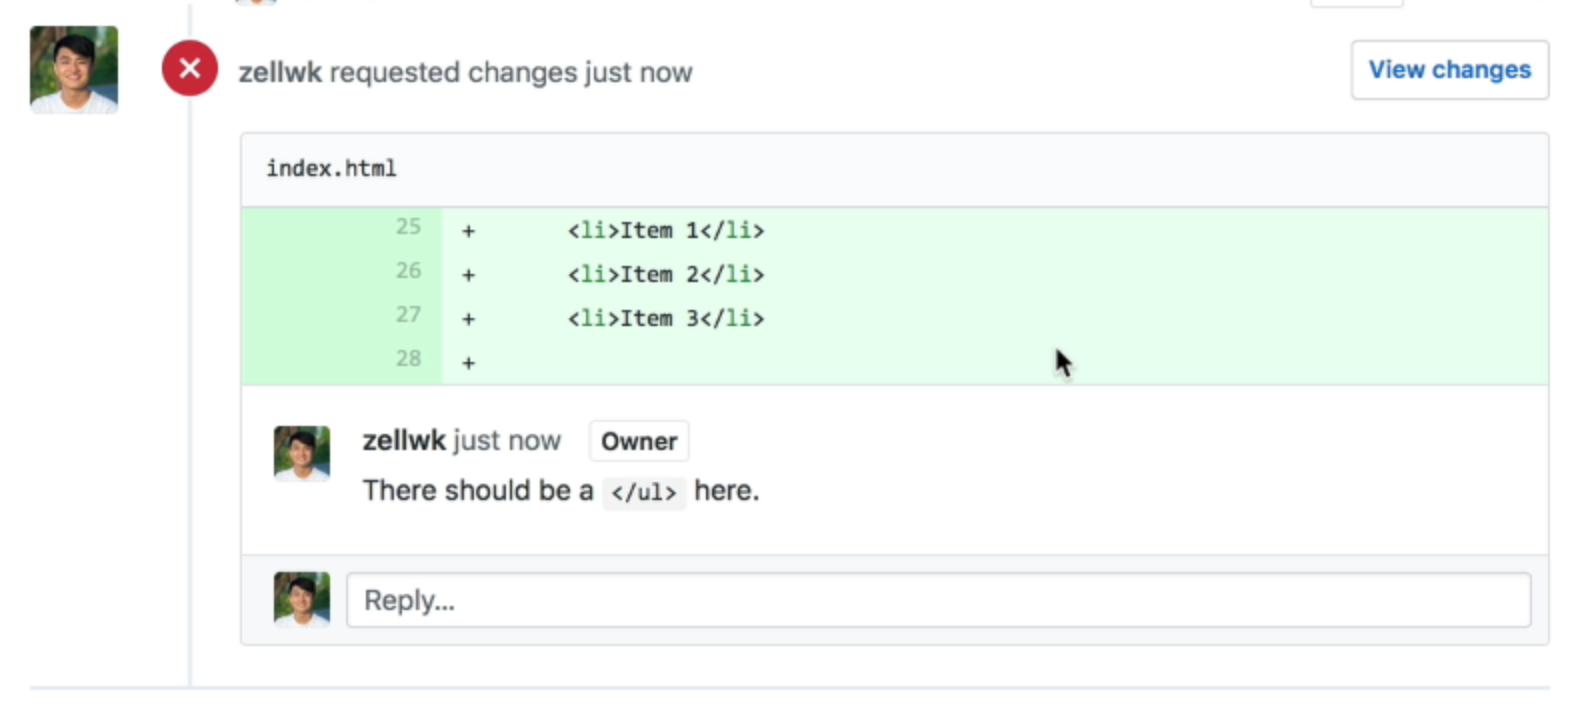 zellwk requested changes just now
View changes
index.html
25 + <li>Item 1</li>
26 + <li>Item 2</li>
27 + <li>Item 3</li>
28 +
zellwk just now Owner
There should be a </ul> here.
Reply...